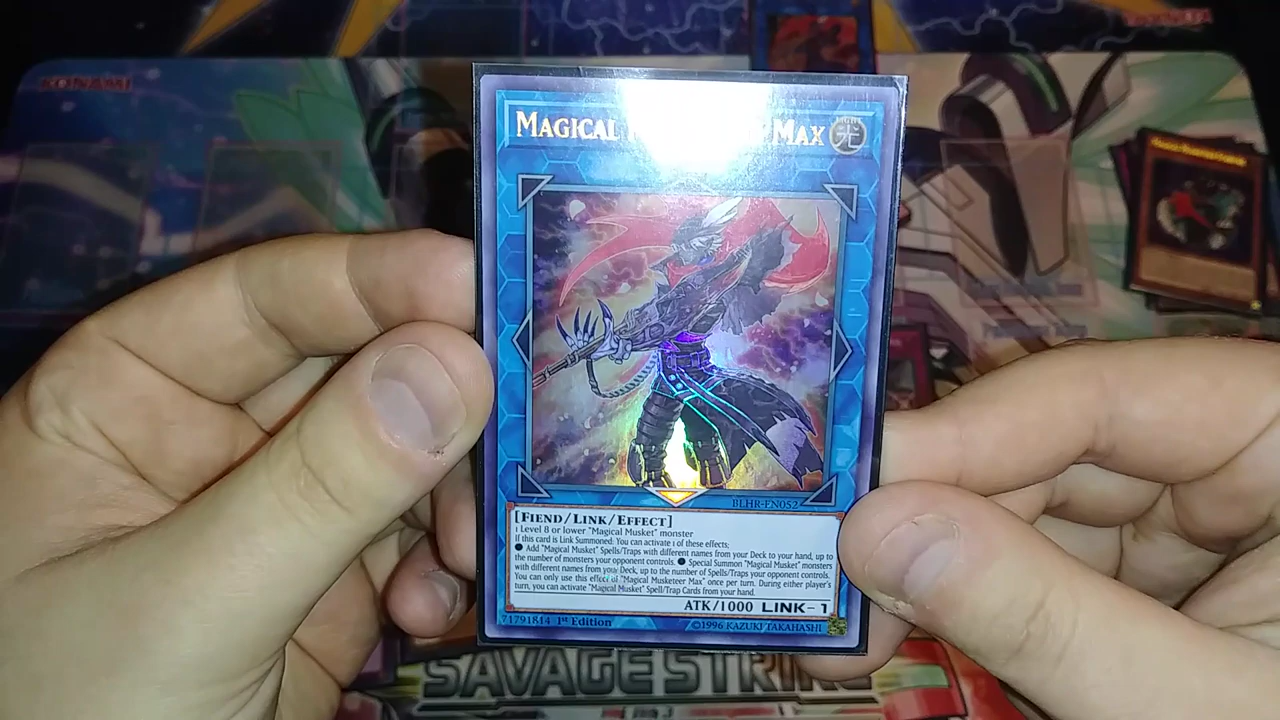 KONAMI
MAGICAL MAX
LIGHT
光
BLHR-EN052
[FIEND/LINK/EFFECT]
1 Level 8 or lower "Magical Musket" monster
If this card is Link Summoned: You can activate 1 of these effects;
● Add "Magical Musket" Spells/Traps with different names from your Deck to your hand, up to
the number of monsters your opponent controls. ● Special Summon "Magical Musket" monsters
with different names from your Deck, up to the number of Spells/Traps your opponent controls.
You can only use this effect of "Magical Musketeer Max" once per turn. During either player's
turn, you can activate "Magical Musket" Spell/Trap Cards from your hand.
ATK/1000 LINK-1
71791814 1st Edition ©1996 KAZUKI TAKAHASHI
SAVAGE STRIKE